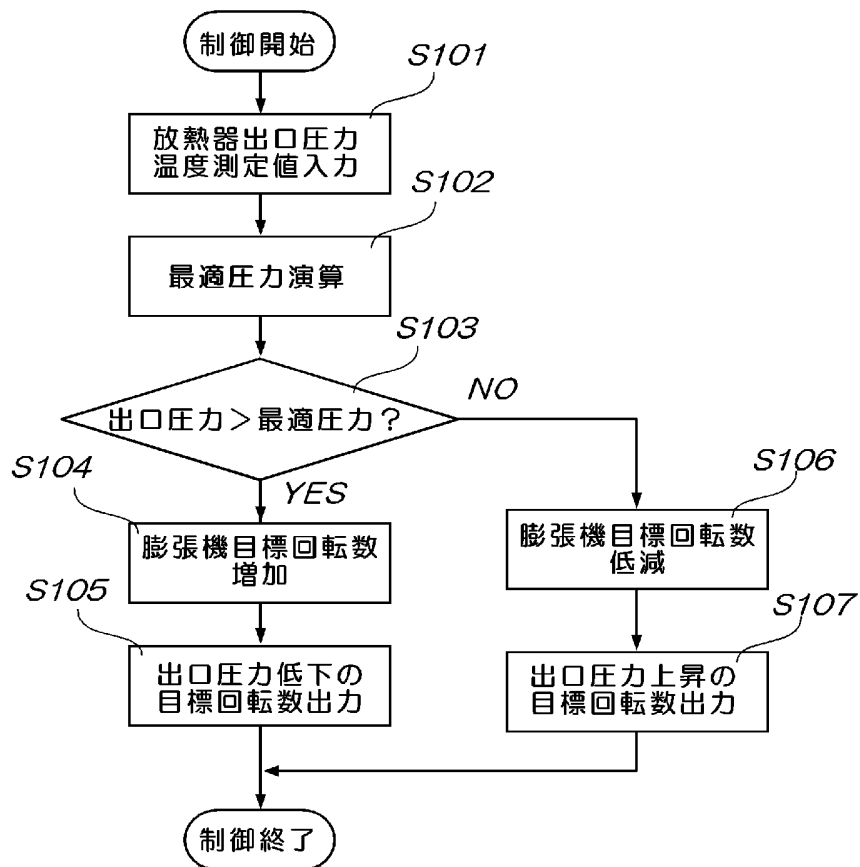 制御開始
S101
放熱器出口圧力
温度測定値入力
S102
最適圧力演算
S103
出口圧力＞最適圧力？
NO
YES
S104
膨張機目標回転数
増加
S106
膨張機目標回転数
低減
S105
出口圧力低下の
目標回転数出力
S107
出口圧力上昇の
目標回転数出力
制御終了